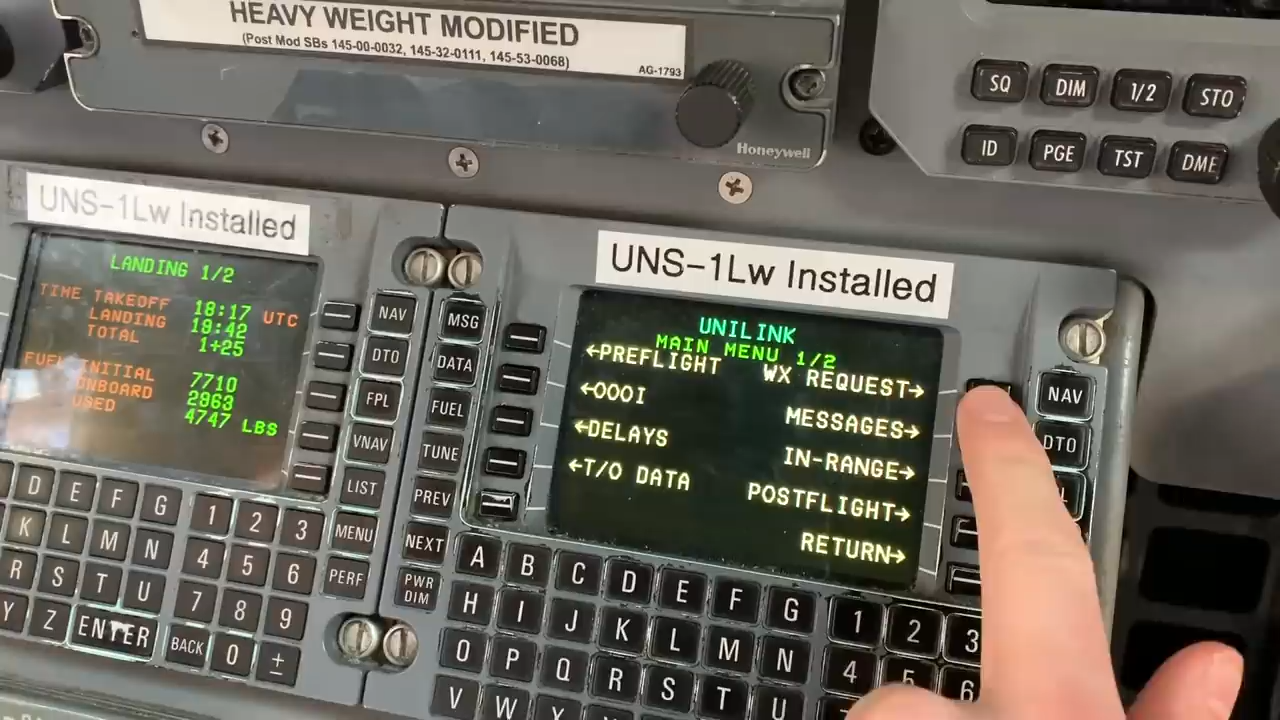 HEAVY WEIGHT MODIFIED
(Post Mod SBs 145-00-0032, 145-32-0111, 145-53-0068)
AG-1793
Honeywell
SQ DIM 1/2 STO
ID PGE TST DME
UNS-1Lw Installed
LANDING 1/2
TIME TAKEOFF 18:17 UTC
LANDING 19:42
TOTAL 1+25
FUEL INITIAL 7710
ONBOARD 2963
USED 4747 LBS
NAV
DTO
FPL
VNAV
LIST
MENU
PERF
D E F G
K L M N
R S T U
Y Z ENTER
1 2 3
4 5 6
7 8 9
BACK 0 ±
UNS-1Lw Installed
UNILINK
MAIN MENU 1/2
←PREFLIGHT WX REQUEST→
←OOOI MESSAGES→
←DELAYS IN-RANGE→
←T/O DATA POSTFLIGHT→
RETURN→
MSG
DATA
FUEL
TUNE
PREV
NEXT
PWR DIM
NAV
DTO
L
A B C D E F G
H I J K L M N
O P Q R S T U
V W X Y Z
1 2 3
4 5 6
7